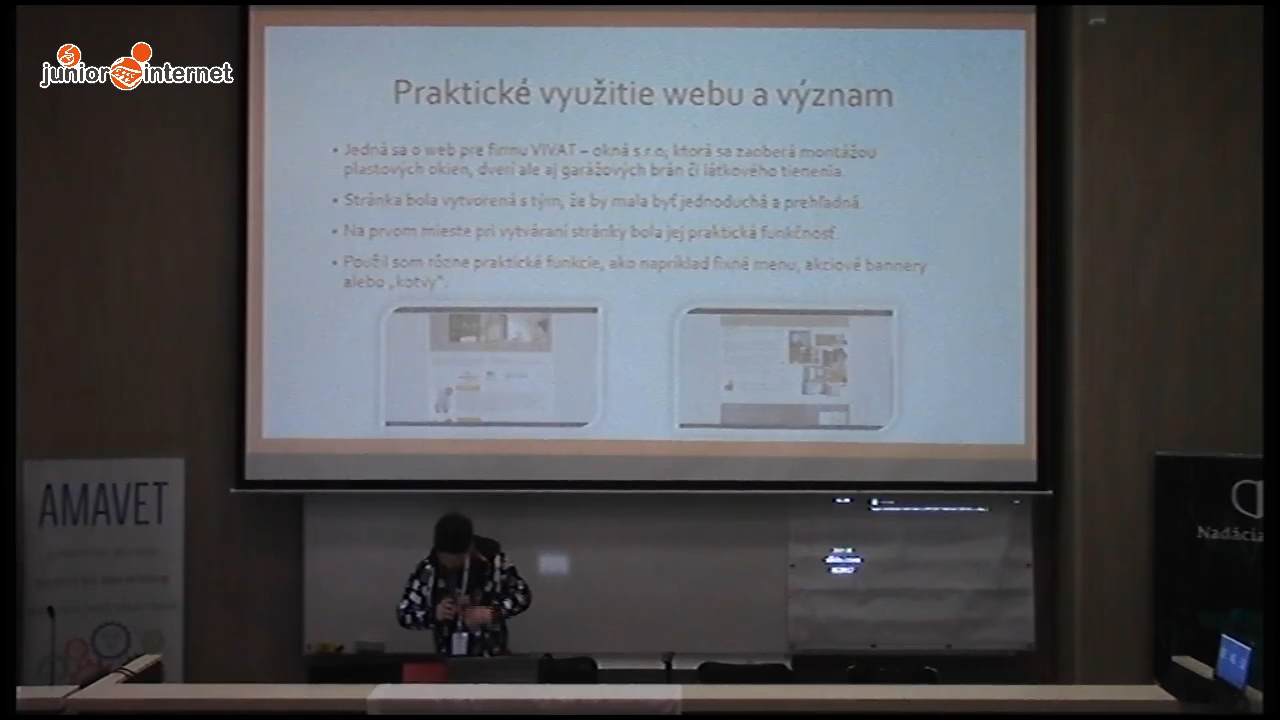 junior internet
Praktické využitie webu a význam
• Jedná sa o web pre firmu VIVAT – okná s.r.o, ktorá sa zaoberá montážou
plastových okien, dverí ale aj garážových brán či látkového tienenia.
• Stránka bola vytvorená s tým, že by mala byť jednoduchá a prehľadná.
• Na prvom mieste pri vytváraní stránky bola jej praktická funkčnosť.
• Použil som rôzne praktické funkcie, ako napríklad fixné menu, akciové bannery
alebo „kotvy“.
AMAVET
Nadácia